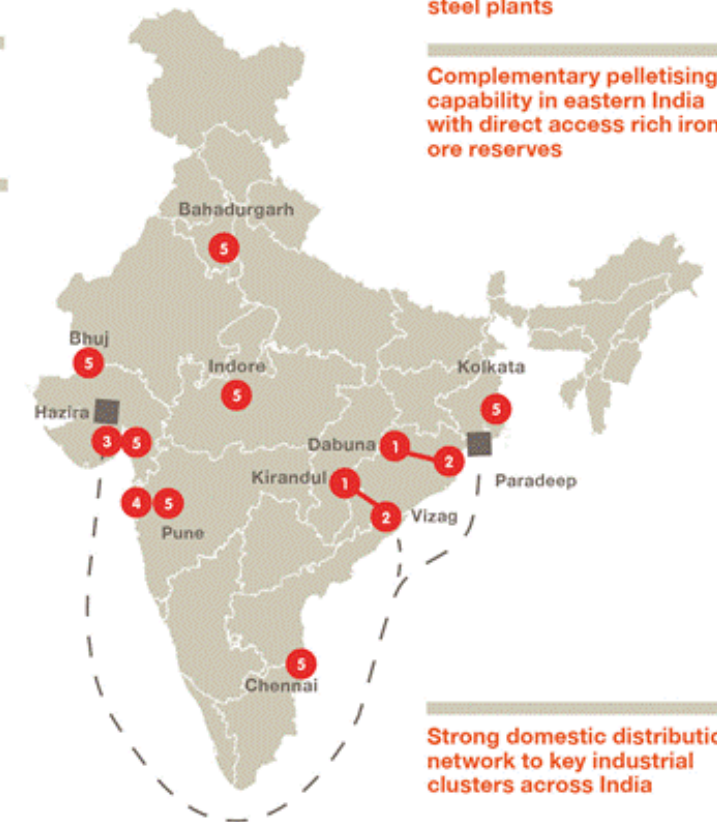 steel plants
Complementary pelletising
capability in eastern India
with direct access rich iron
ore reserves
Bahadurgarh
5
Bhuj
5
Indore
5
Kolkata
5
Hazira
3 5
Dabuna 1
2
Kirandul 1
Paradeep
4 5
2 Vizag
Pune
5
Chennai
Strong domestic distributio
network to key industrial
clusters across India